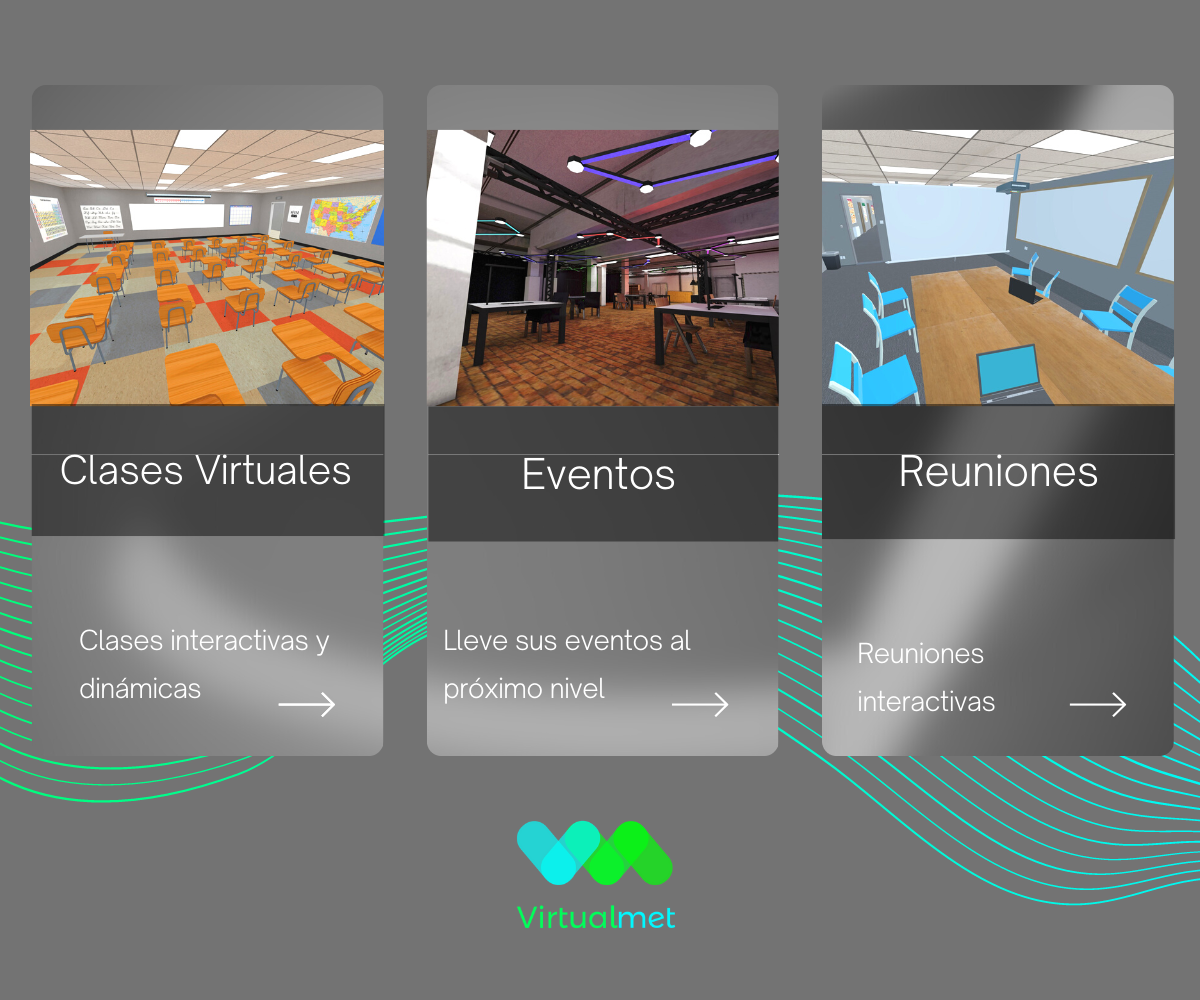 Clases Virtuales
Eventos
Reuniones
Clases interactivas y
dinámicas
Lleve sus eventos al
próximo nivel
Reuniones
interactivas
Virtualmet